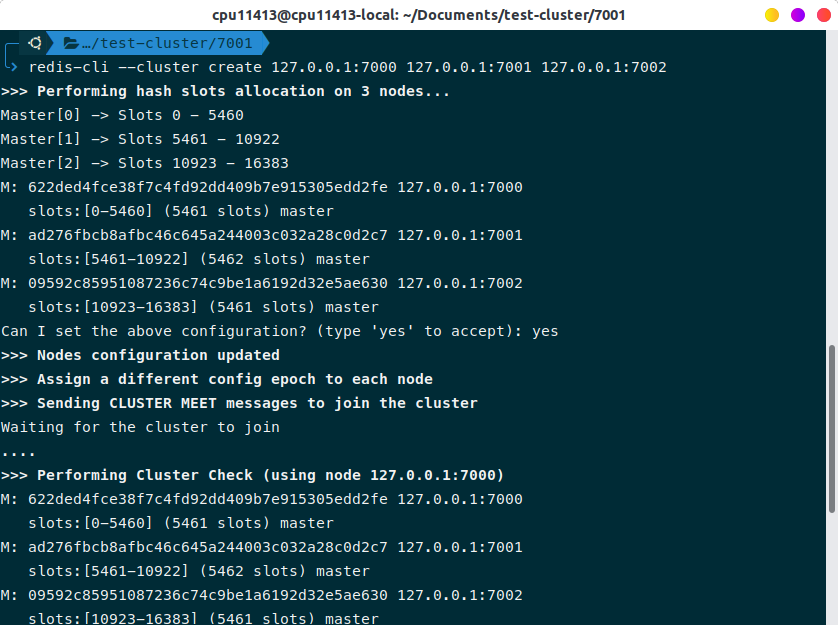 cpu11413@cpu11413-local: ~/Documents/test-cluster/7001
…/test-cluster/7001
redis-cli --cluster create 127.0.0.1:7000 127.0.0.1:7001 127.0.0.1:7002
>>> Performing hash slots allocation on 3 nodes...
Master[0] -> Slots 0 - 5460
Master[1] -> Slots 5461 - 10922
Master[2] -> Slots 10923 - 16383
M: 622ded4fce38f7c4fd92dd409b7e915305edd2fe 127.0.0.1:7000
   slots:[0-5460] (5461 slots) master
M: ad276fbcb8afbc46c645a244003c032a28c0d2c7 127.0.0.1:7001
   slots:[5461-10922] (5462 slots) master
M: 09592c85951087236c74c9be1a6192d32e5ae630 127.0.0.1:7002
   slots:[10923-16383] (5461 slots) master
Can I set the above configuration? (type 'yes' to accept): yes
>>> Nodes configuration updated
>>> Assign a different config epoch to each node
>>> Sending CLUSTER MEET messages to join the cluster
Waiting for the cluster to join
....
>>> Performing Cluster Check (using node 127.0.0.1:7000)
M: 622ded4fce38f7c4fd92dd409b7e915305edd2fe 127.0.0.1:7000
   slots:[0-5460] (5461 slots) master
M: ad276fbcb8afbc46c645a244003c032a28c0d2c7 127.0.0.1:7001
   slots:[5461-10922] (5462 slots) master
M: 09592c85951087236c74c9be1a6192d32e5ae630 127.0.0.1:7002
   slots:[10923-16383] (5461 slots) master